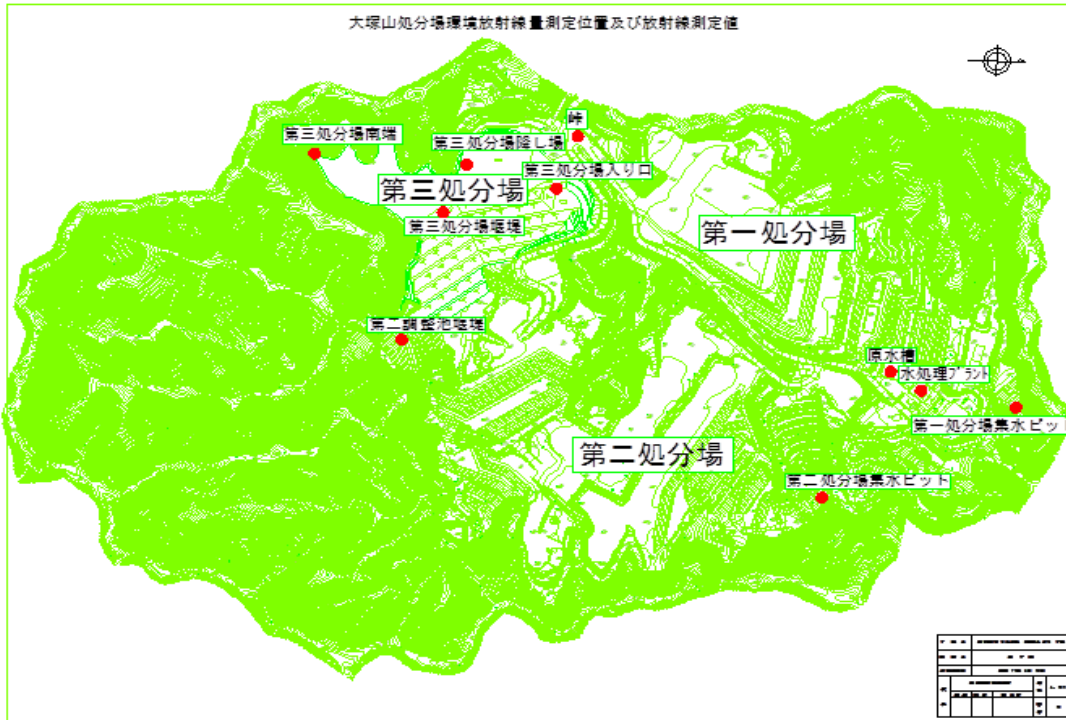 大塚山処分場環境放射線量測定位置及び放射線測定値
峠
第三処分場南端
第三処分場降し場
第三処分場入り口
第三処分場
第三処分場堰堤
第一処分場
第二調整池堰堤
原水槽
水処理プラント
第一処分場集水ピット
第二処分場
第二処分場集水ピット